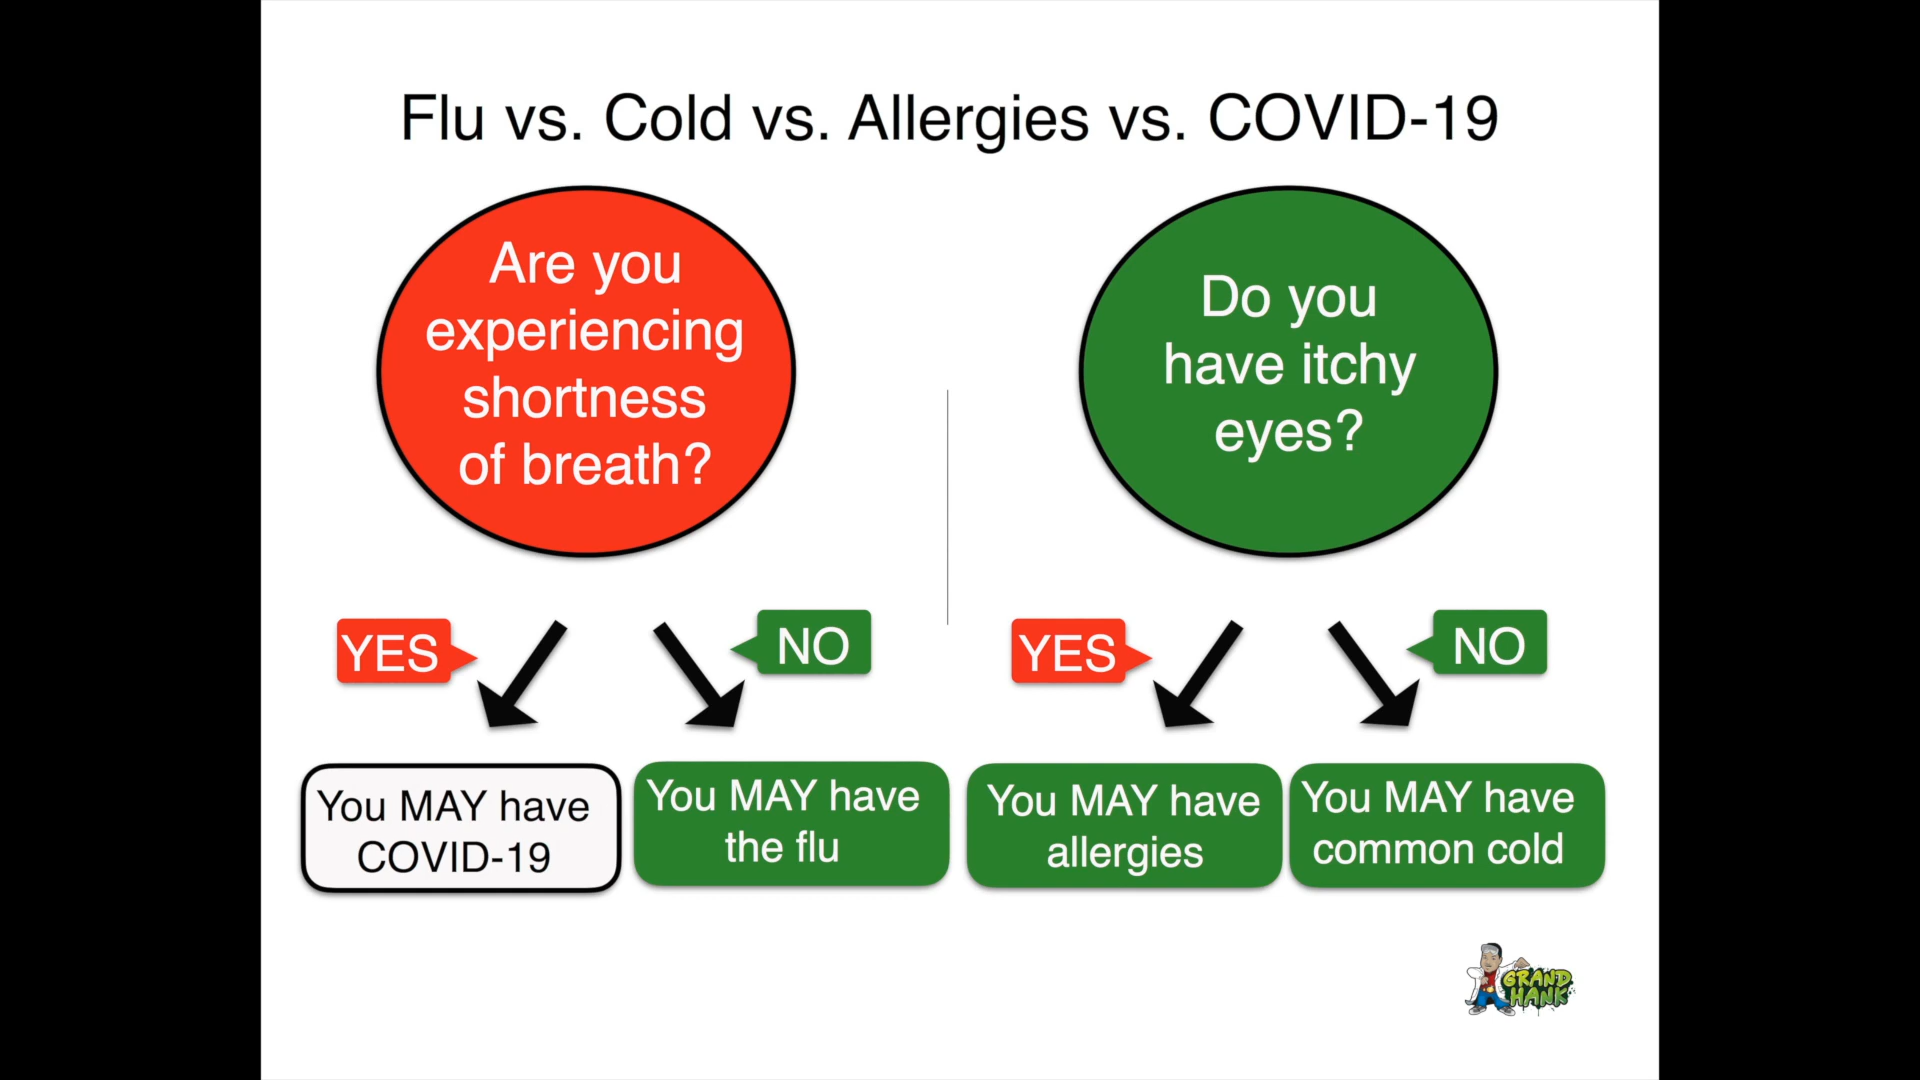 Flu vs. Cold vs. Allergies vs. COVID-19
Are you
experiencing
shortness
of breath?
YES
NO
You MAY have
COVID-19
You MAY have
the flu
Do you
have itchy
eyes?
YES
NO
You MAY have
allergies
You MAY have
common cold
GRAND
HANK